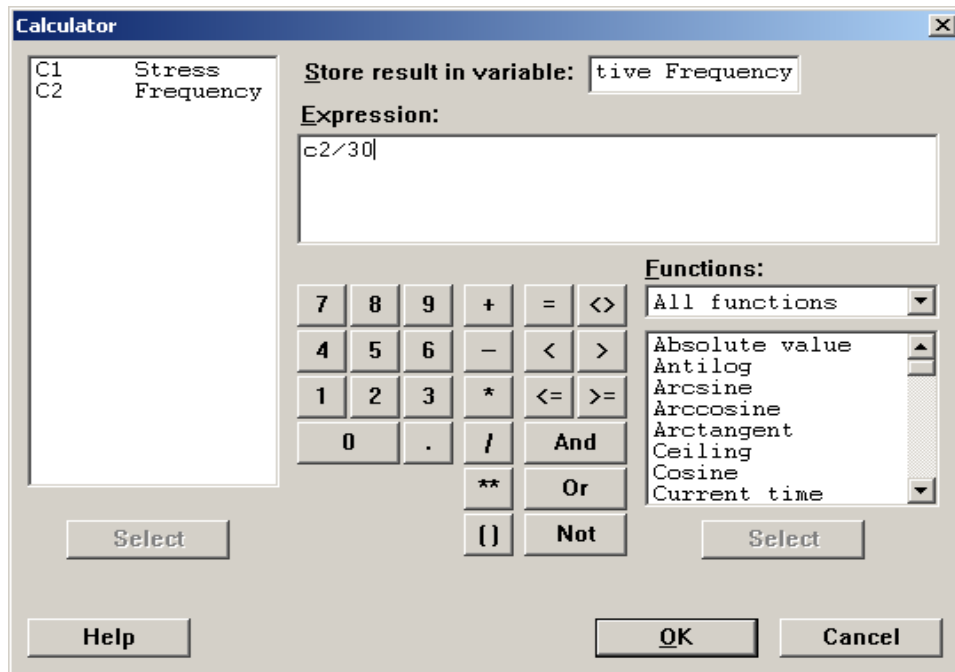 Calculator
C1 Stress
C2 Frequency
Store result in variable: tive Frequency
Expression:
c2/30
Functions:
All functions
7 8 9 + = <>
4 5 6 − < >
1 2 3 * <= >=
0 . / And
** Or
() Not
Absolute value
Antilog
Arcsine
Arccosine
Arctangent
Ceiling
Cosine
Current time
Select
Select
Help
OK
Cancel